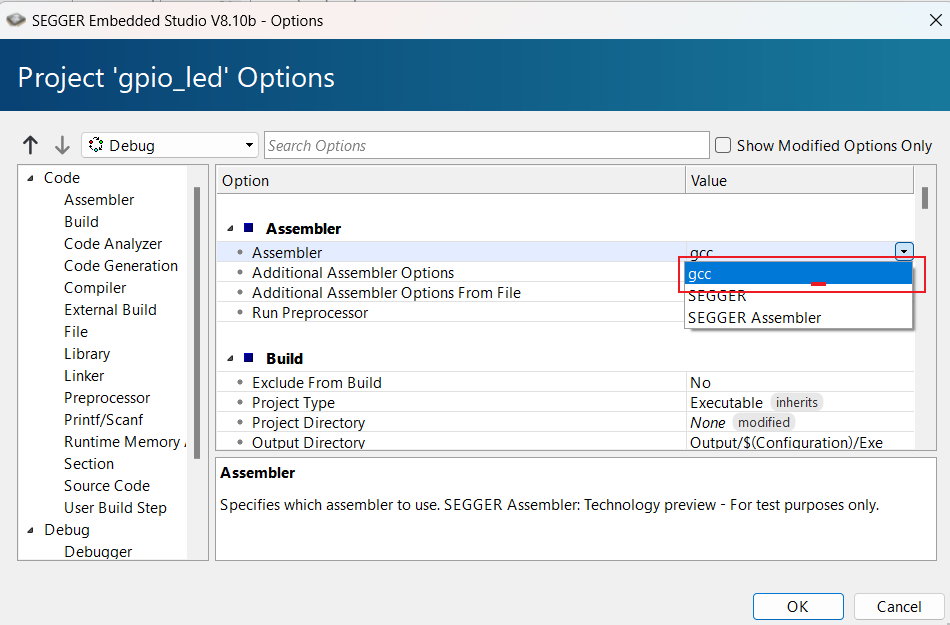 SEGGER Embedded Studio V8.10b - Options
Project 'gpio_led' Options
Debug
Search Options
Show Modified Options Only
Code
Assembler
Build
Code Analyzer
Code Generation
Compiler
External Build
File
Library
Linker
Preprocessor
Printf/Scanf
Runtime Memory
Section
Source Code
User Build Step
Debug
Debugger
Option Value
Assembler
Assembler gcc
Additional Assembler Options
Additional Assembler Options From File
Run Preprocessor
gcc
SEGGER
SEGGER Assembler
Build
Exclude From Build No
Project Type Executable inherits
Project Directory None modified
Output Directory Output/$(Configuration)/Exe
Assembler
Specifies which assembler to use. SEGGER Assembler: Technology preview - For test purposes only.
OK Cancel